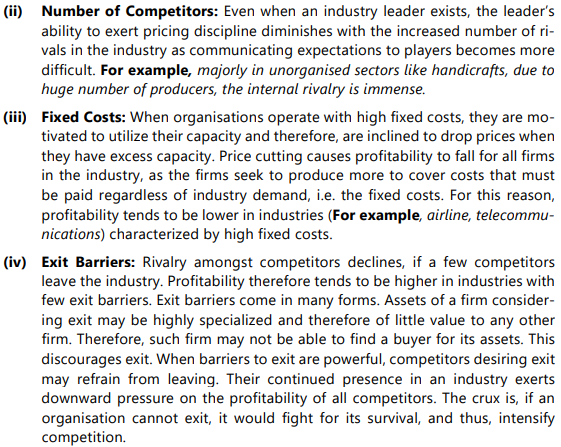 (ii) Number of Competitors: Even when an industry leader exists, the leader's
ability to exert pricing discipline diminishes with the increased number of ri-
vals in the industry as communicating expectations to players becomes more
difficult. For example, majorly in unorganised sectors like handicrafts, due to
huge number of producers, the internal rivalry is immense.
(iii) Fixed Costs: When organisations operate with high fixed costs, they are mo-
tivated to utilize their capacity and therefore, are inclined to drop prices when
they have excess capacity. Price cutting causes profitability to fall for all firms
in the industry, as the firms seek to produce more to cover costs that must
be paid regardless of industry demand, i.e. the fixed costs. For this reason,
profitability tends to be lower in industries (For example, airline, telecommu-
nications) characterized by high fixed costs.
(iv) Exit Barriers: Rivalry amongst competitors declines, if a few competitors
leave the industry. Profitability therefore tends to be higher in industries with
few exit barriers. Exit barriers come in many forms. Assets of a firm consider-
ing exit may be highly specialized and therefore of little value to any other
firm. Therefore, such firm may not be able to find a buyer for its assets. This
discourages exit. When barriers to exit are powerful, competitors desiring exit
may refrain from leaving. Their continued presence in an industry exerts
downward pressure on the profitability of all competitors. The crux is, if an
organisation cannot exit, it would fight for its survival, and thus, intensify
competition.